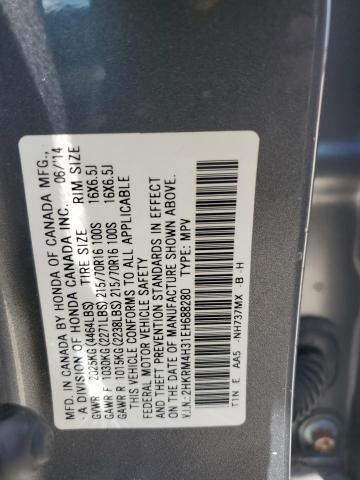 MFD. IN CANADA BY HONDA OF CANADA MFG.,
-A DIVISION OF HONDA CANADA INC. 06/'14
TIRE SIZE RIM SIZE
GVWR 2025KG (4464LBS)
GAWR F 1030KG (2271LBS) 215/70R16 100S 16X6.5J
GAWR R 1015KG (2238LBS) 215/70R16 100S 16X6.5J
THIS VEHICLE CONFORMS TO ALL APPLICABLE
FEDERAL MOTOR VEHICLE SAFETY
AND THEFT PREVENTION STANDARDS IN EFFECT
ON THE DATE OF MANUFACTURE SHOWN ABOVE.
V.I.N.:2HKRM4H31EH688280 TYPE: MPV
T1N E AA5 -NH737MX -B -H